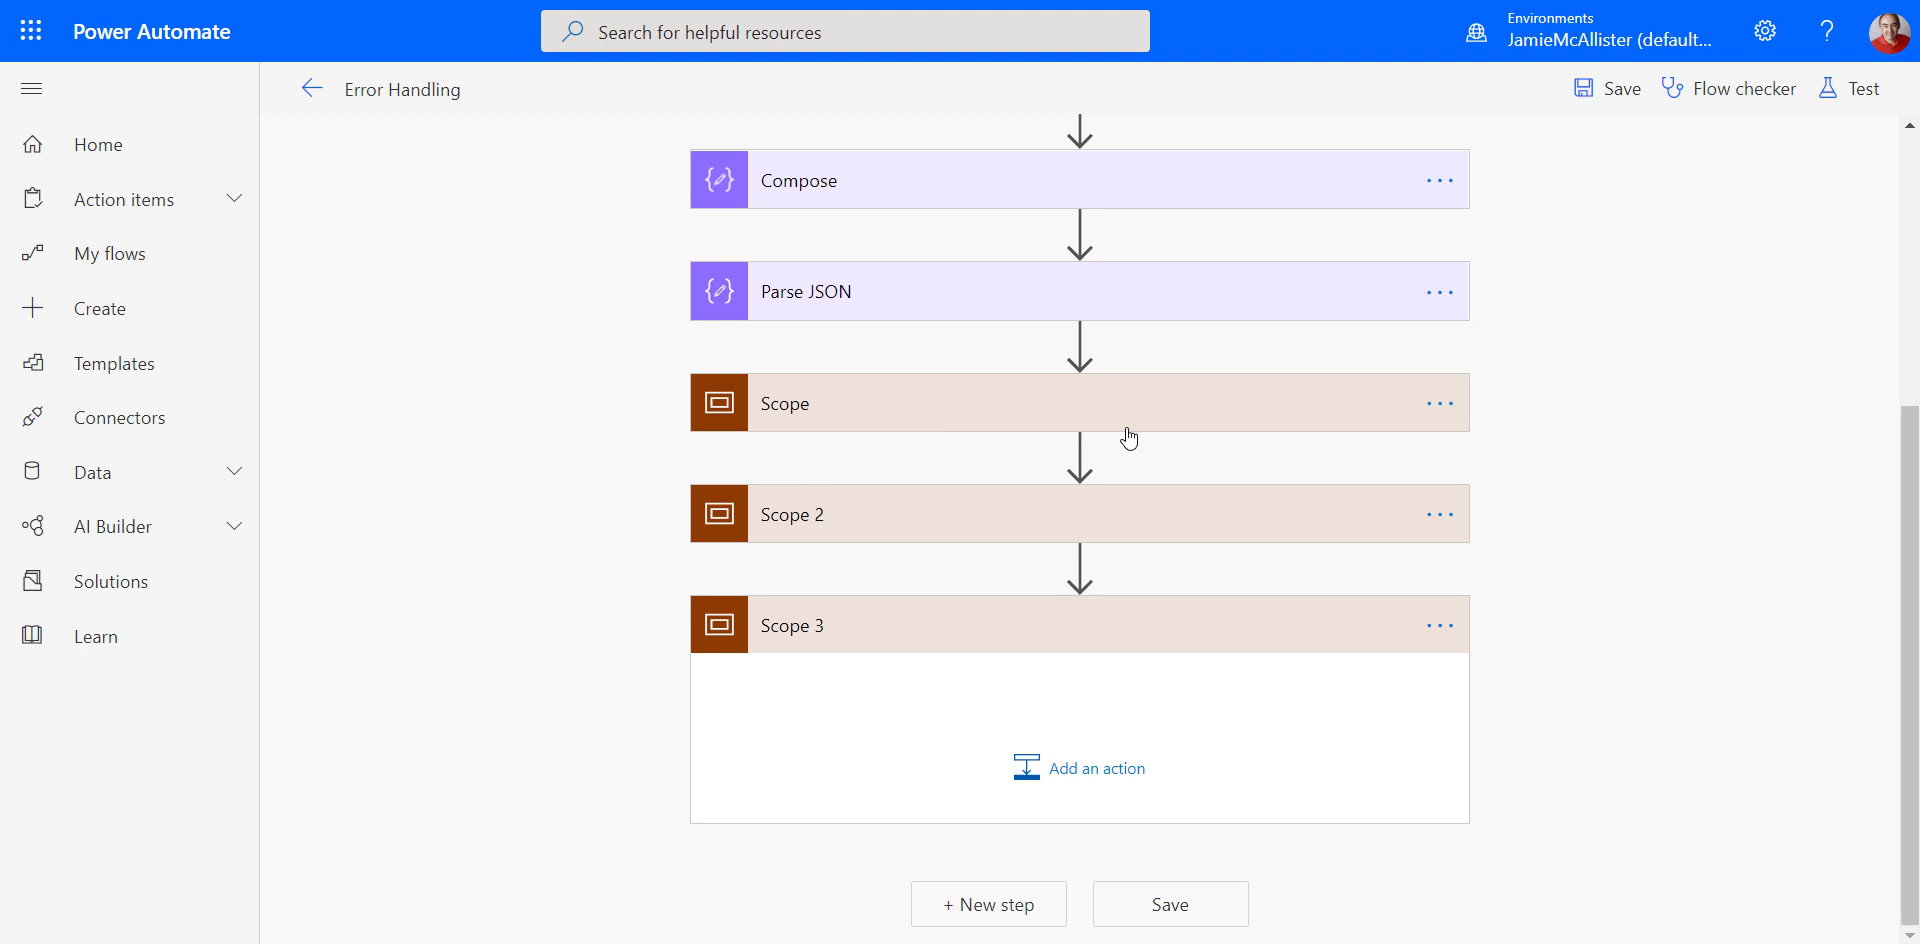 Power Automate
Search for helpful resources
Environments
JamieMcAllister (default...
Error Handling
Save
Flow checker
Test
Home
Action items
My flows
Create
Templates
Connectors
Data
AI Builder
Solutions
Learn
Compose
Parse JSON
Scope
Scope 2
Scope 3
Add an action
+ New step
Save